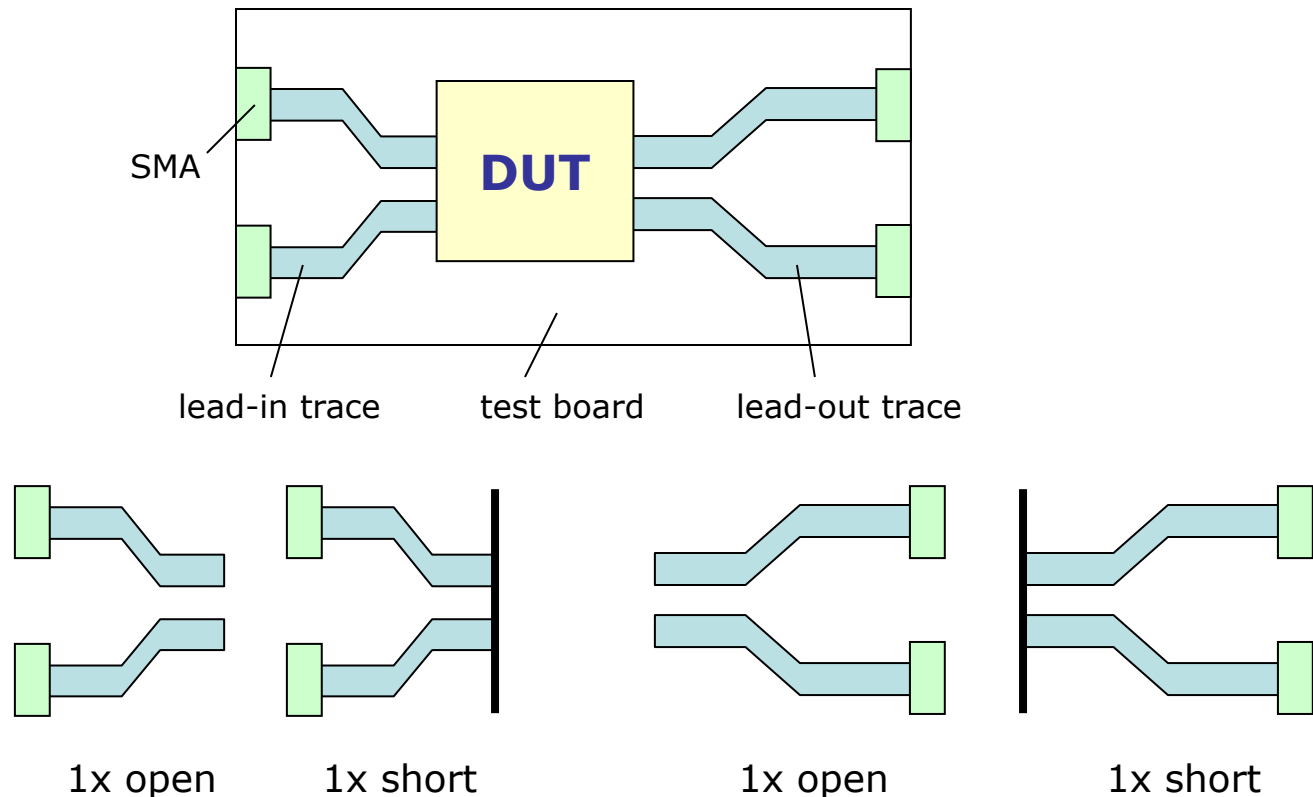 SMA
DUT
lead-in trace
test board
lead-out trace
1x open
1x short
1x open
1x short